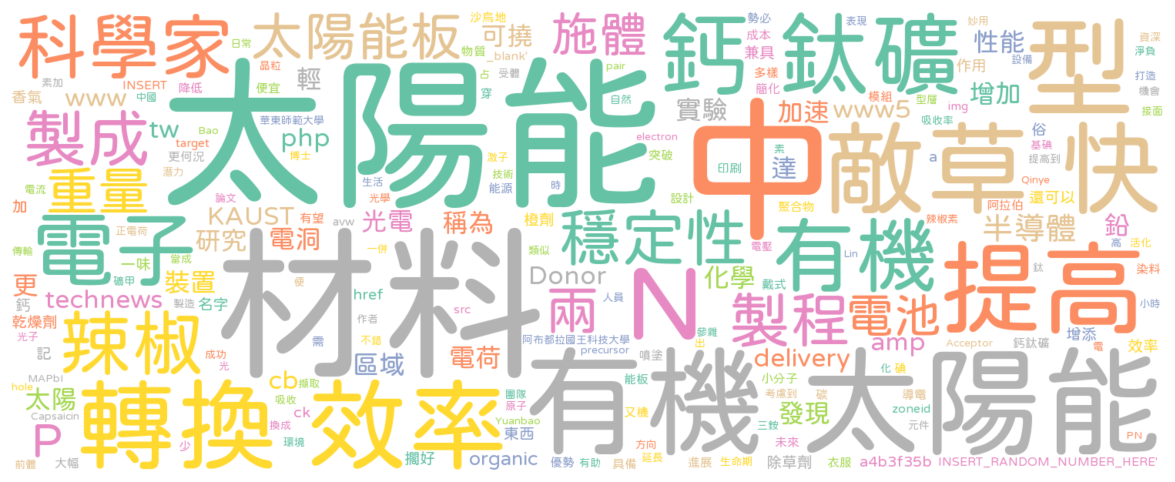 科學家
太陽能板
可撓
沙烏地
物質
_blank'
施體
勢必
成本
兼具
表現
妙用
性能
設備
資深
淨負
打造
機會
接面
型
鈣鈦礦
日常
晶粒
INSERT
降低
占
受體
pair
多樣
簡化
作用
素加
中國
便宜
穿
自然
模組
型層
香氣
www
輕
太陽能
實驗
加速
www5
img
增加
吸收率
製成
tw
Bao
target
php
華東師範大學
electron
中
印刷
素
達
敵草快
a
俗
基碘
提高到
重量
更何況
潛力
博士
激子
技術
能源
突破
生活
時
設計
聚合物
Qinye
還可以
電流
加
論文
光學
KAUST
有望
avw
光電
稱為
橙劑
辣椒素
阿拉伯
半導體
鉛
電子
正電荷
研究
電洞
一併
穩定性
電壓
有機
Lin
高
活化
傳輸
一味
當成
類似
Donor
化學
戴式
鈦
染料
更
礦甲
裝置
材料
N
提高
technews
名字
製造
便
href
兩
人員
製程
電池
小時
鈣
乾燥劑
作者
src
增添
光子
辣椒
需
不錯
阿布都拉國王科技大學
參雜
amp
電
記
成功
光
區域
電荷
precursor
出
Acceptor
鈣鈦礦
效率
MAPbI
hole
cb
擷取
噴塗
delivery
化
碘
太陽
吸收
團隊
能板
小分子
考慮到
碳
導電
Capsaicin
轉換效率
原子
有機太陽能
發現
zoneid
ck
換成
Yuanbao
又機
三銨
元件
P
環境
東西
方向
未來
PN
少
擱好
延長
前體
大幅
organic
優勢
有助
具備
進展
生命期
除草劑
衣服
a4b3f35b
INSERT_RANDOM_NUMBER_HERE'